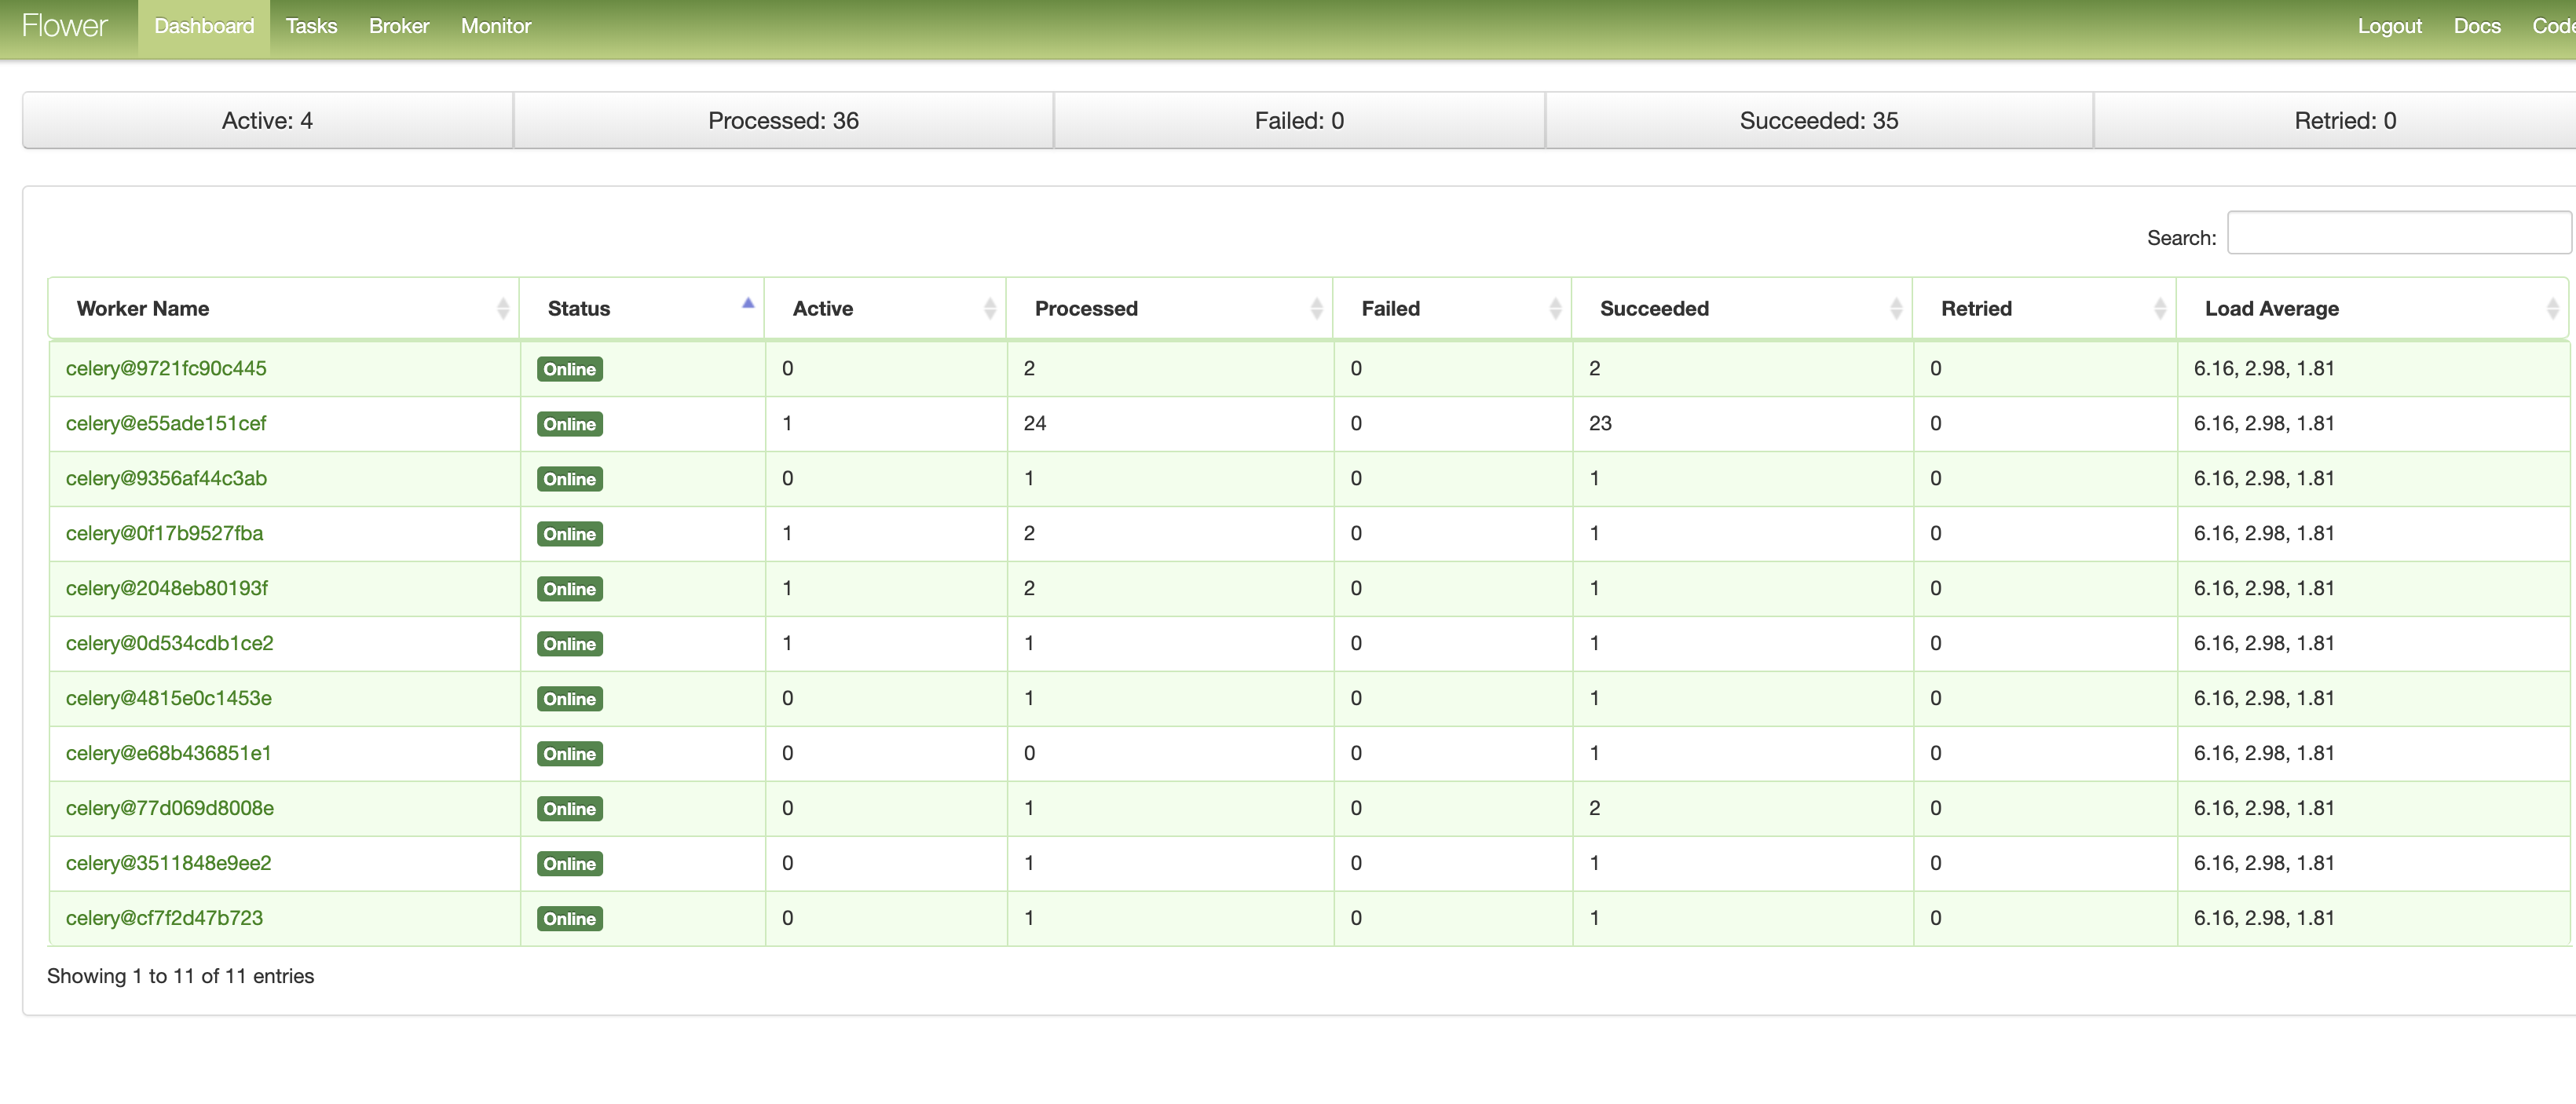 Flower Dashboard Tasks Broker Monitor Logout Docs Code
Active: 4 Processed: 36 Failed: 0 Succeeded: 35 Retried: 0
Search:
Worker Name Status Active Processed Failed Succeeded Retried Load Average
celery@9721fc90c445 Online 0 2 0 2 0 6.16, 2.98, 1.81
celery@e55ade151cef Online 1 24 0 23 0 6.16, 2.98, 1.81
celery@9356af44c3ab Online 0 1 0 1 0 6.16, 2.98, 1.81
celery@0f17b9527fba Online 1 2 0 1 0 6.16, 2.98, 1.81
celery@2048eb80193f Online 1 2 0 1 0 6.16, 2.98, 1.81
celery@0d534cdb1ce2 Online 1 1 0 1 0 6.16, 2.98, 1.81
celery@4815e0c1453e Online 0 1 0 1 0 6.16, 2.98, 1.81
celery@e68b436851e1 Online 0 0 0 1 0 6.16, 2.98, 1.81
celery@77d069d8008e Online 0 1 0 2 0 6.16, 2.98, 1.81
celery@3511848e9ee2 Online 0 1 0 1 0 6.16, 2.98, 1.81
celery@cf7f2d47b723 Online 0 1 0 1 0 6.16, 2.98, 1.81
Showing 1 to 11 of 11 entries